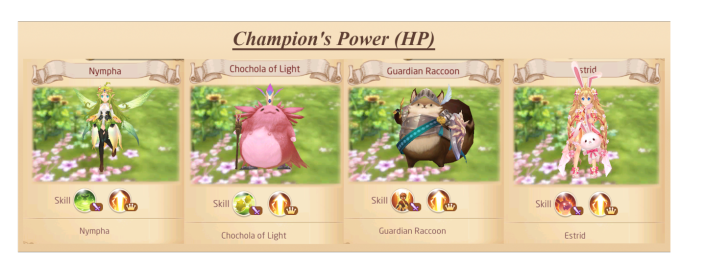 Champion's Power (HP)
Nympha
Chochola of Light
Guardian Raccoon
strid
Skill
Skill
Skill
Skill
Nympha
Chochola of Light
Guardian Raccoon
Estrid